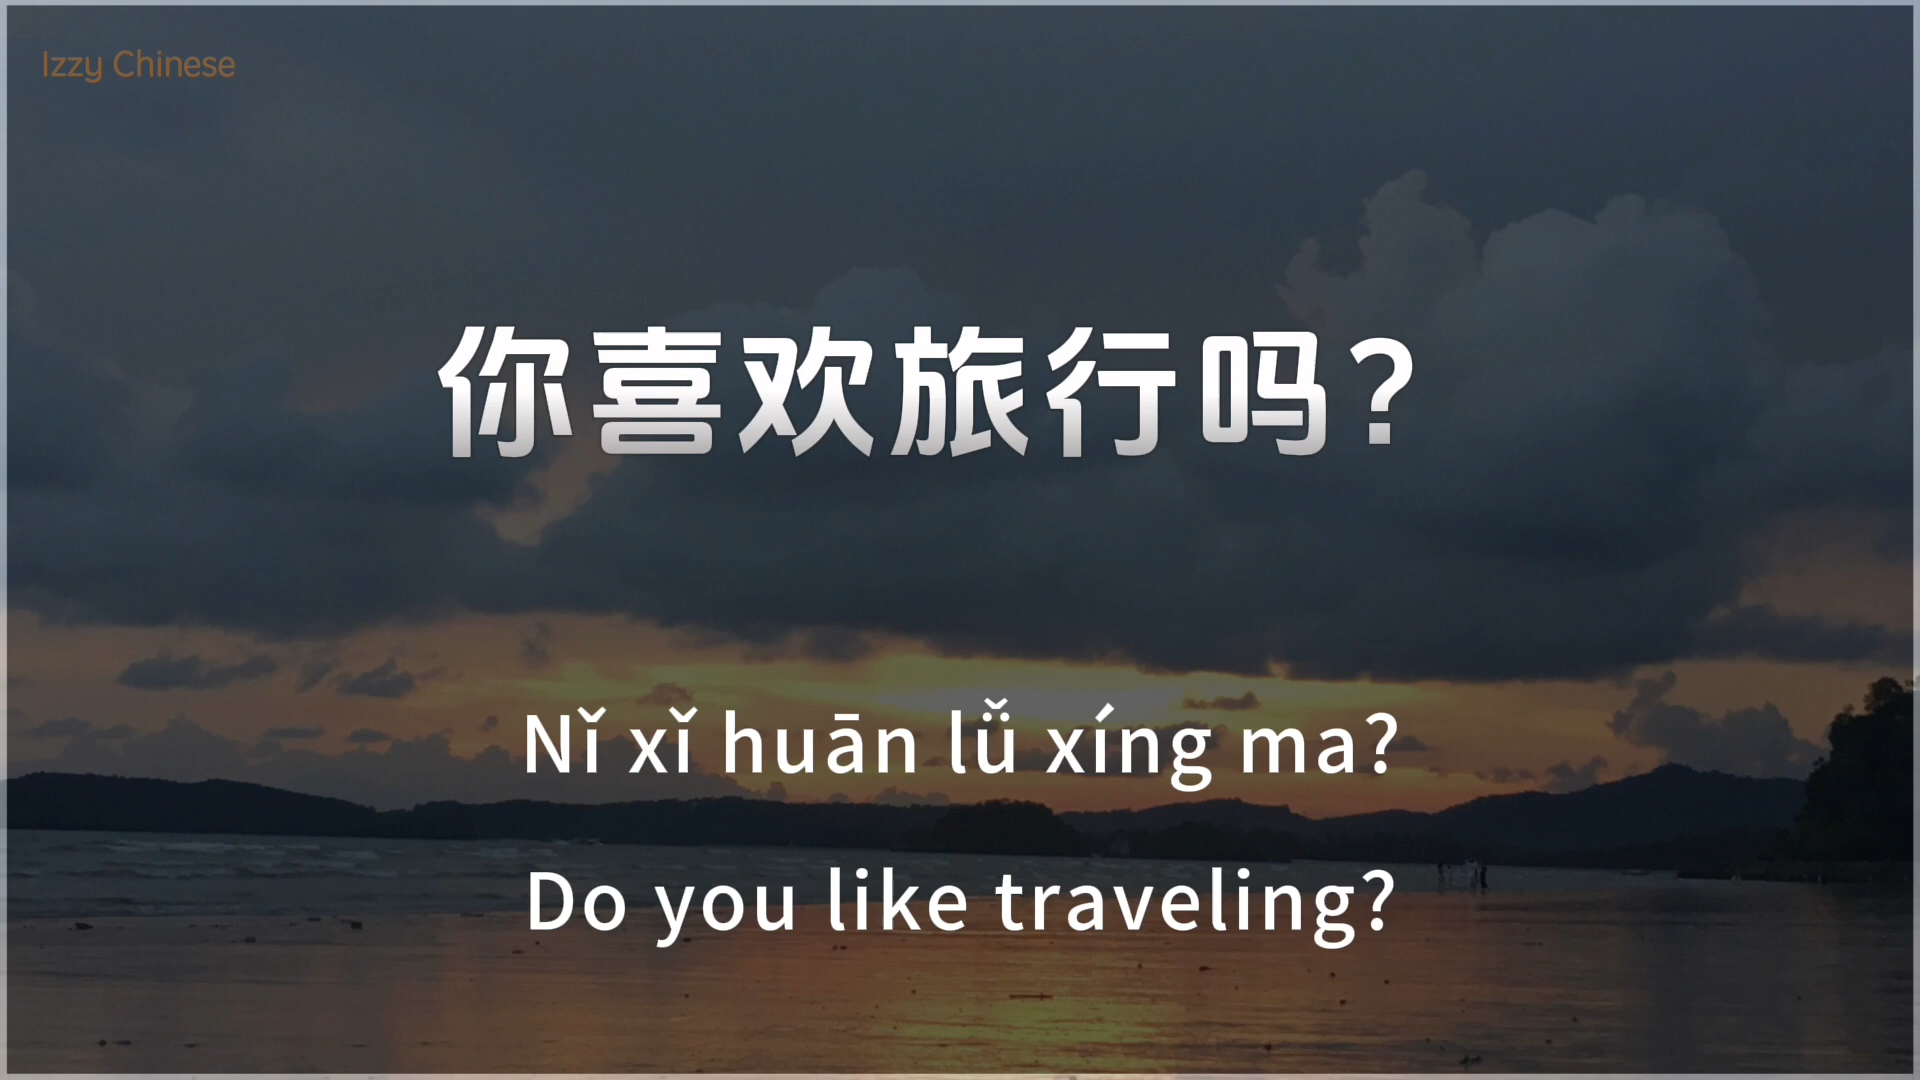 Izzy Chinese
你喜欢旅行吗?
Nǐ xǐ huān lǚ xíng ma?
Do you like traveling?